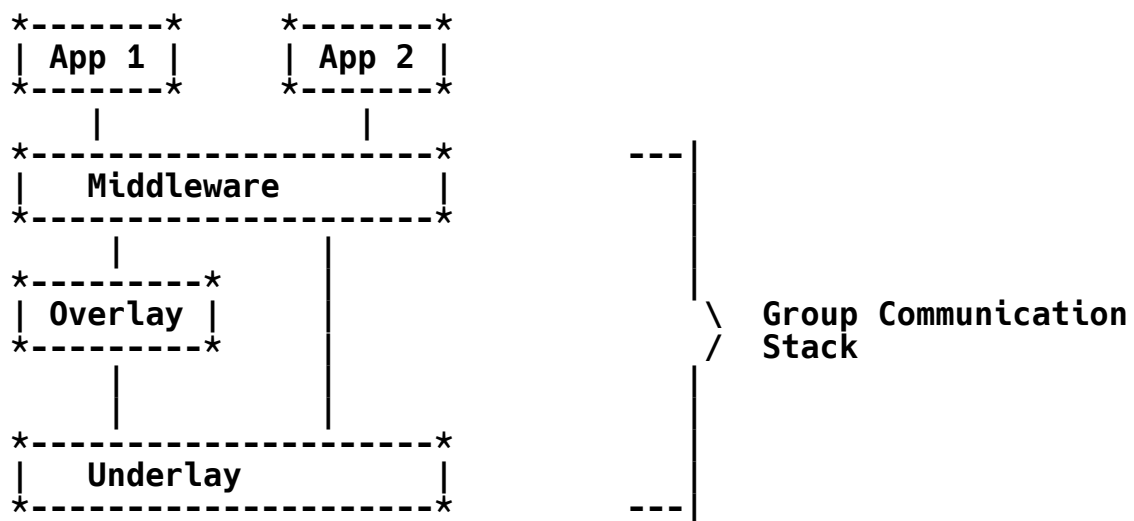 App 1 App 2
Middleware
Overlay Group Communication
Stack
Underlay